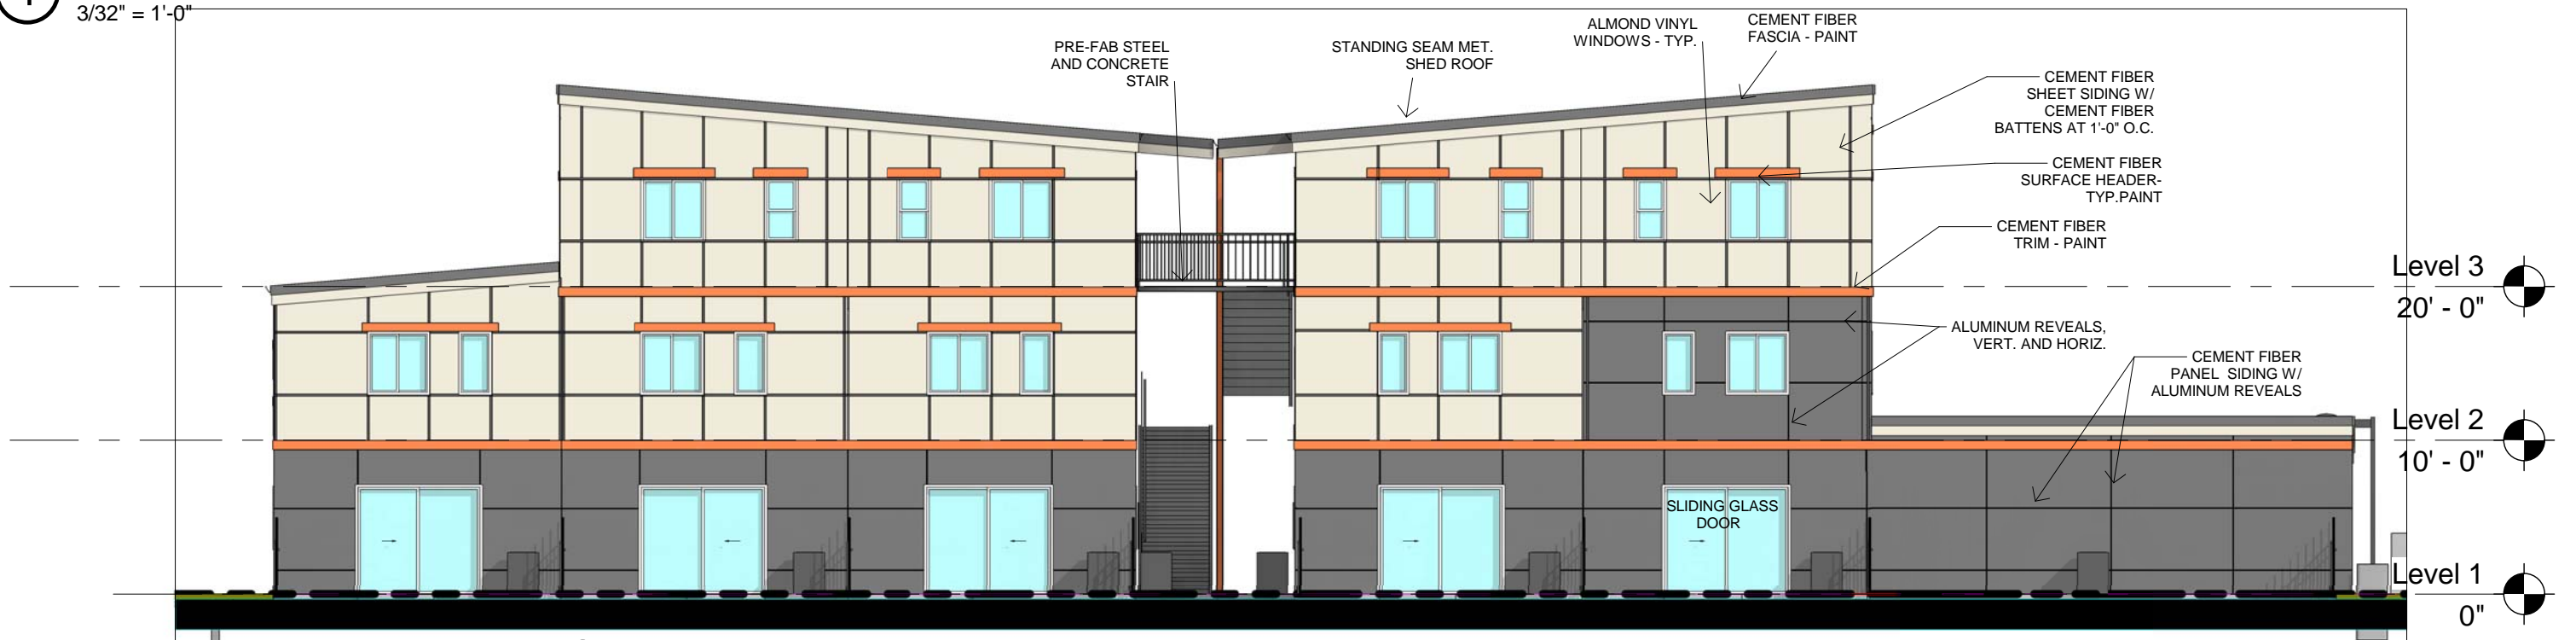 3/32" = 1'-0"
PRE-FAB STEEL
AND CONCRETE
STAIR
STANDING SEAM MET.
SHED ROOF
ALMOND VINYL
WINDOWS - TYP.
CEMENT FIBER
FASCIA - PAINT
CEMENT FIBER
SHEET SIDING W/
CEMENT FIBER
BATTENS AT 1'-0" O.C.
CEMENT FIBER
SURFACE HEADER-
TYP.PAINT
CEMENT FIBER
TRIM - PAINT
Level 3
20' - 0"
ALUMINUM REVEALS,
VERT. AND HORIZ.
CEMENT FIBER
PANEL SIDING W/
ALUMINUM REVEALS
Level 2
10' - 0"
SLIDING GLASS
DOOR
Level 1
0"